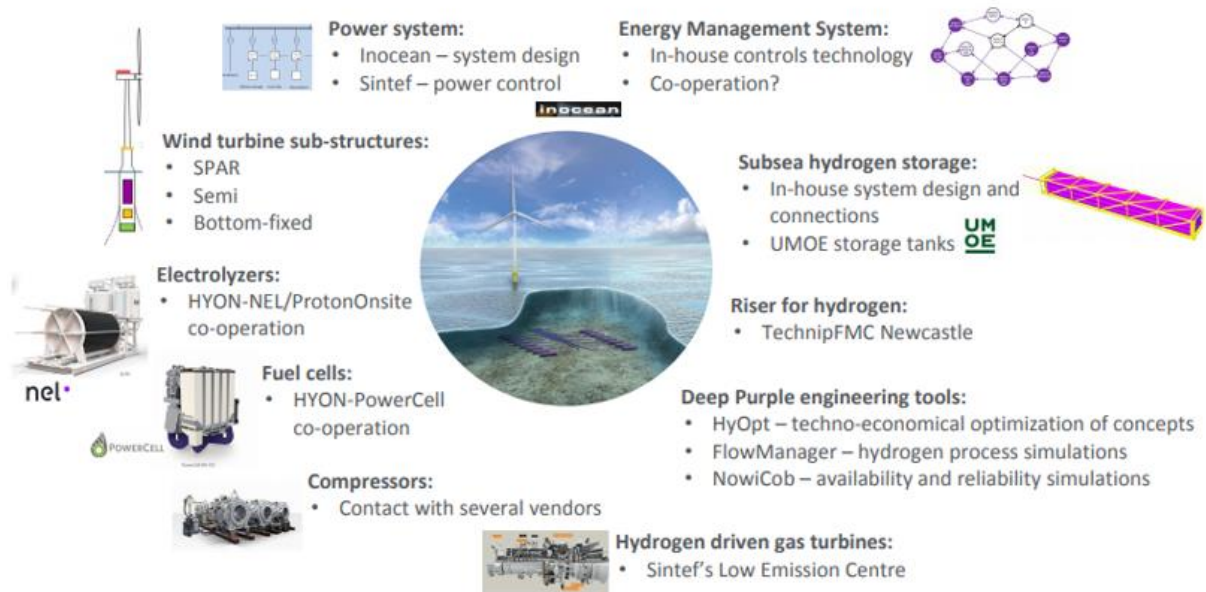 Power system:
• Inocean – system design
• Sintef – power control
Energy Management System:
• In-house controls technology
• Co-operation?
inocean
Wind turbine sub-structures:
• SPAR
• Semi
• Bottom-fixed
Subsea hydrogen storage:
• In-house system design and
connections
• UMOE storage tanks
UM
OE
Electrolyzers:
• HYON-NEL/ProtonOnsite
co-operation
nel
Riser for hydrogen:
• TechnipFMC Newcastle
Fuel cells:
• HYON-PowerCell
co-operation
POWERCELL
Deep Purple engineering tools:
• HyOpt – techno-economical optimization of concepts
• FlowManager – hydrogen process simulations
• NowiCob – availability and reliability simulations
Compressors:
• Contact with several vendors
Hydrogen driven gas turbines:
• Sintef's Low Emission Centre